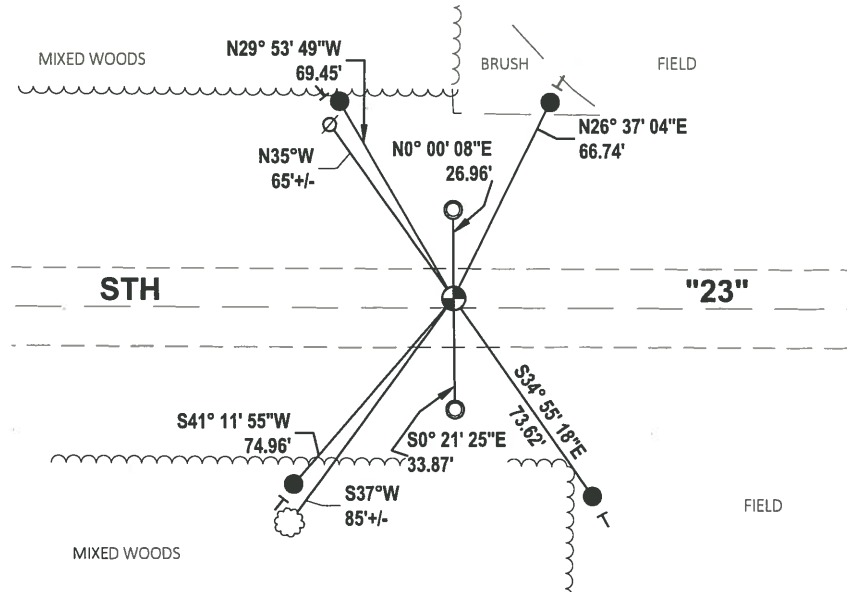 MIXED WOODS
N29° 53' 49"W
69.45'
BRUSH
FIELD
N35°W
65'+/-
N0° 00' 08"E
26.96'
N26° 37' 04"E
66.74'
STH
"23"
S41° 11' 55"W
74.96'
S0° 21' 25"E
33.87'
S34° 55' 18"E
73.62'
S37°W
85'+/-
FIELD
MIXED WOODS